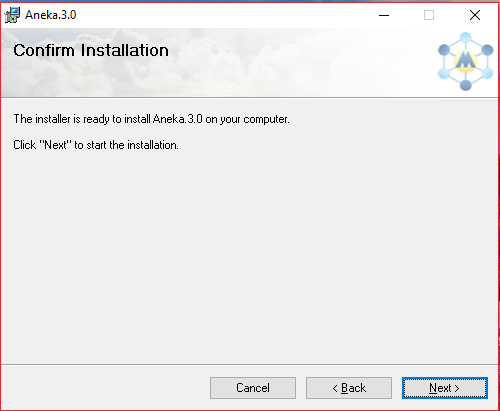 Aneka.3.0
Confirm Installation
M
The installer is ready to install Aneka.3.0 on your computer.
Click "Next" to start the installation.
Cancel
< Back
Next >